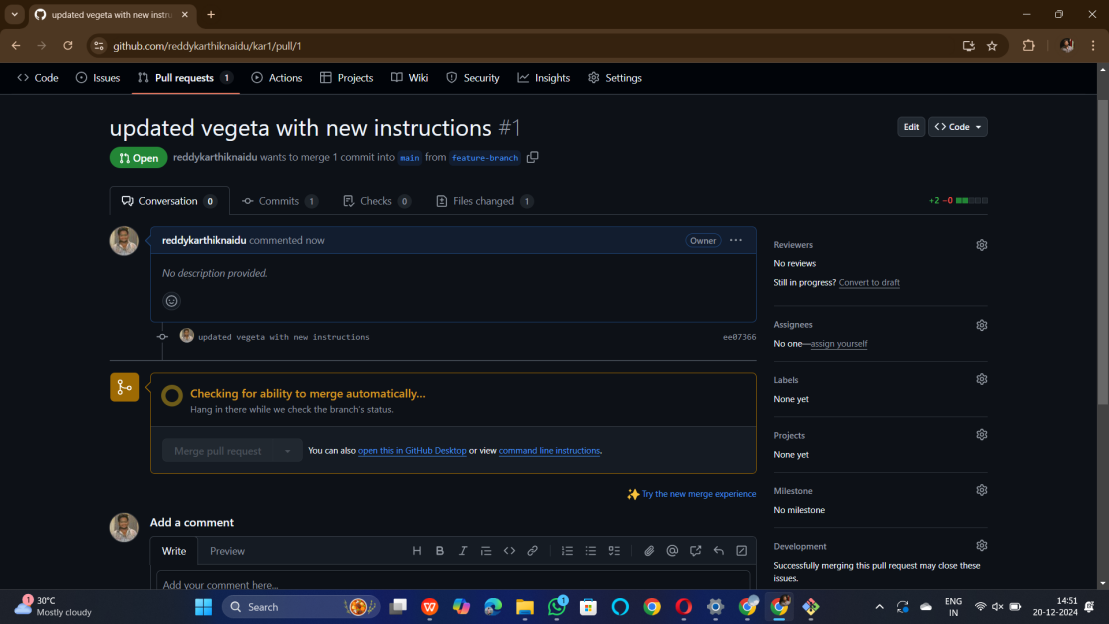 updated vegeta with new instru
github.com/reddykarthiknaidu/kar1/pull/1
Code Issues Pull requests 1 Actions Projects Wiki Security Insights Settings
updated vegeta with new instructions #1
Edit Code
Open reddykarthiknaidu wants to merge 1 commit into main from feature-branch
Conversation 0 Commits 1 Checks 0 Files changed 1 +2 −0
reddykarthiknaidu commented now Owner
No description provided.
updated vegeta with new instructions ee07366
Checking for ability to merge automatically...
Hang in there while we check the branch's status.
Merge pull request You can also open this in GitHub Desktop or view command line instructions.
Try the new merge experience
Add a comment
Write Preview
Add your comment here...
Reviewers
No reviews
Still in progress? Convert to draft
Assignees
No one—assign yourself
Labels
None yet
Projects
None yet
Milestone
No milestone
Development
Successfully merging this pull request may close these
issues.
1
30°C
Mostly cloudy
Search
1
ENG
IN
14:51
20-12-2024